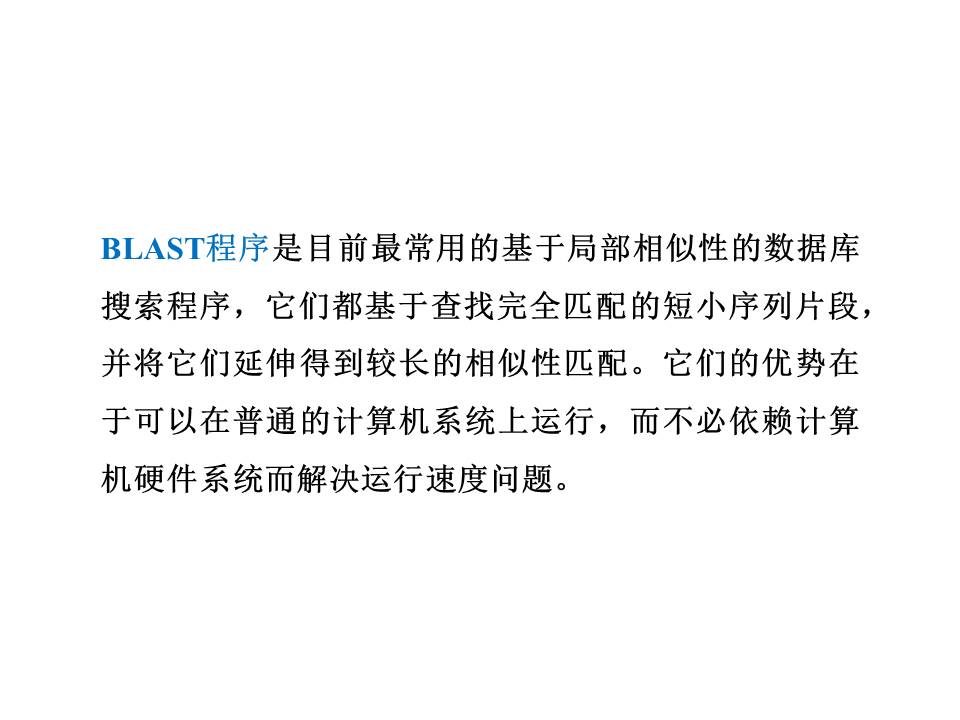 BLAST程序是目前最常用的基于局部相似性的数据库
搜索程序，它们都基于查找完全匹配的短小序列片段，
并将它们延伸得到较长的相似性匹配。它们的优势在
于可以在普通的计算机系统上运行，而不必依赖计算
机硬件系统而解决运行速度问题。